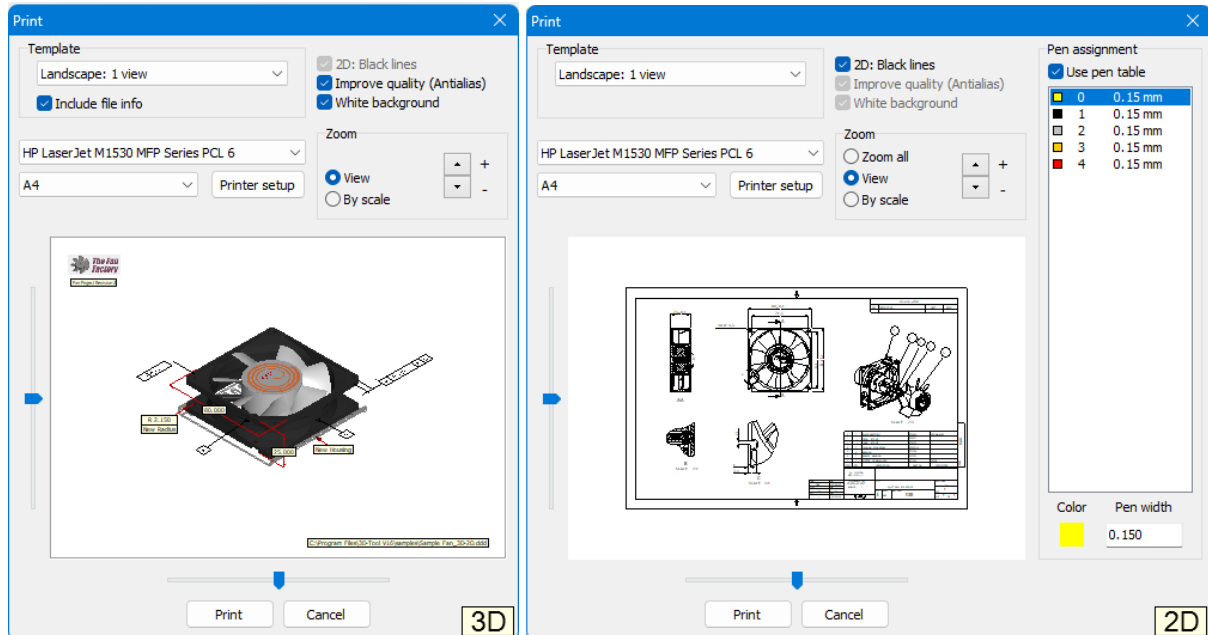 Print
Template
Landscape: 1 view
Include file info
2D: Black lines
Improve quality (Antialias)
White background
HP LaserJet M1530 MFP Series PCL 6
A4
Printer setup
Zoom
View
By scale
+
-
The Fan
Factory
R 2.150
New Radius
80.000
25.000
New Housing
C:\Program Files\3D-Tool V16\samples\Sample Fan_3D-2D.ddd
Print
Cancel
3D
Print
Template
Landscape: 1 view
2D: Black lines
Improve quality (Antialias)
White background
HP LaserJet M1530 MFP Series PCL 6
A4
Printer setup
Zoom
Zoom all
View
By scale
+
-
Pen assignment
Use pen table
0 0.15 mm
1 0.15 mm
2 0.15 mm
3 0.15 mm
4 0.15 mm
Color
Pen width
0.150
Print
Cancel
2D